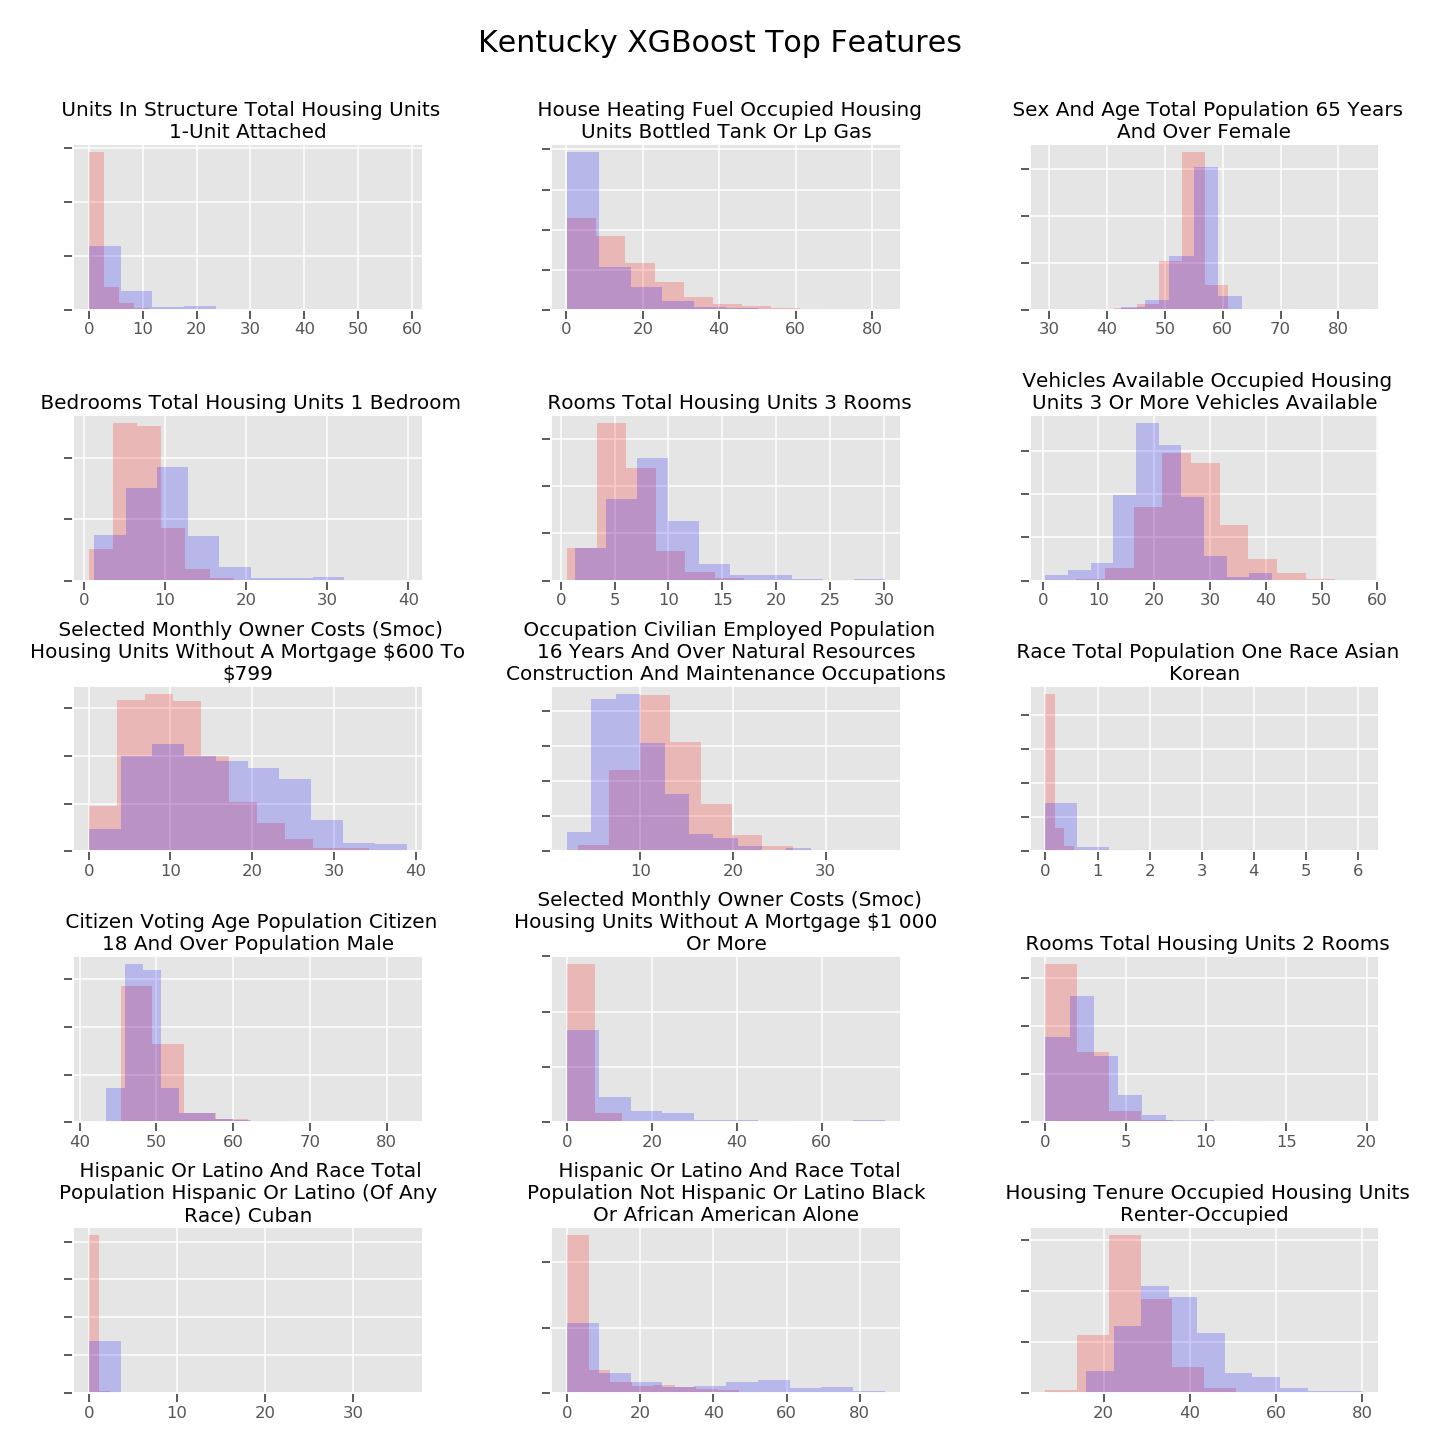 Kentucky XGBoost Top Features
Units In Structure Total Housing Units
1-Unit Attached
0 10 20 30 40 50 60
House Heating Fuel Occupied Housing
Units Bottled Tank Or Lp Gas
0 20 40 60 80
Sex And Age Total Population 65 Years
And Over Female
30 40 50 60 70 80
Bedrooms Total Housing Units 1 Bedroom
0 10 20 30 40
Rooms Total Housing Units 3 Rooms
0 5 10 15 20 25 30
Vehicles Available Occupied Housing
Units 3 Or More Vehicles Available
0 10 20 30 40 50 60
Selected Monthly Owner Costs (Smoc)
Housing Units Without A Mortgage $600 To
$799
0 10 20 30 40
Occupation Civilian Employed Population
16 Years And Over Natural Resources
Construction And Maintenance Occupations
10 20 30
Race Total Population One Race Asian
Korean
0 1 2 3 4 5 6
Citizen Voting Age Population Citizen
18 And Over Population Male
40 50 60 70 80
Selected Monthly Owner Costs (Smoc)
Housing Units Without A Mortgage $1 000
Or More
0 20 40 60
Rooms Total Housing Units 2 Rooms
0 5 10 15 20
Hispanic Or Latino And Race Total
Population Hispanic Or Latino (Of Any
Race) Cuban
0 10 20 30
Hispanic Or Latino And Race Total
Population Not Hispanic Or Latino Black
Or African American Alone
0 20 40 60 80
Housing Tenure Occupied Housing Units
Renter-Occupied
20 40 60 80